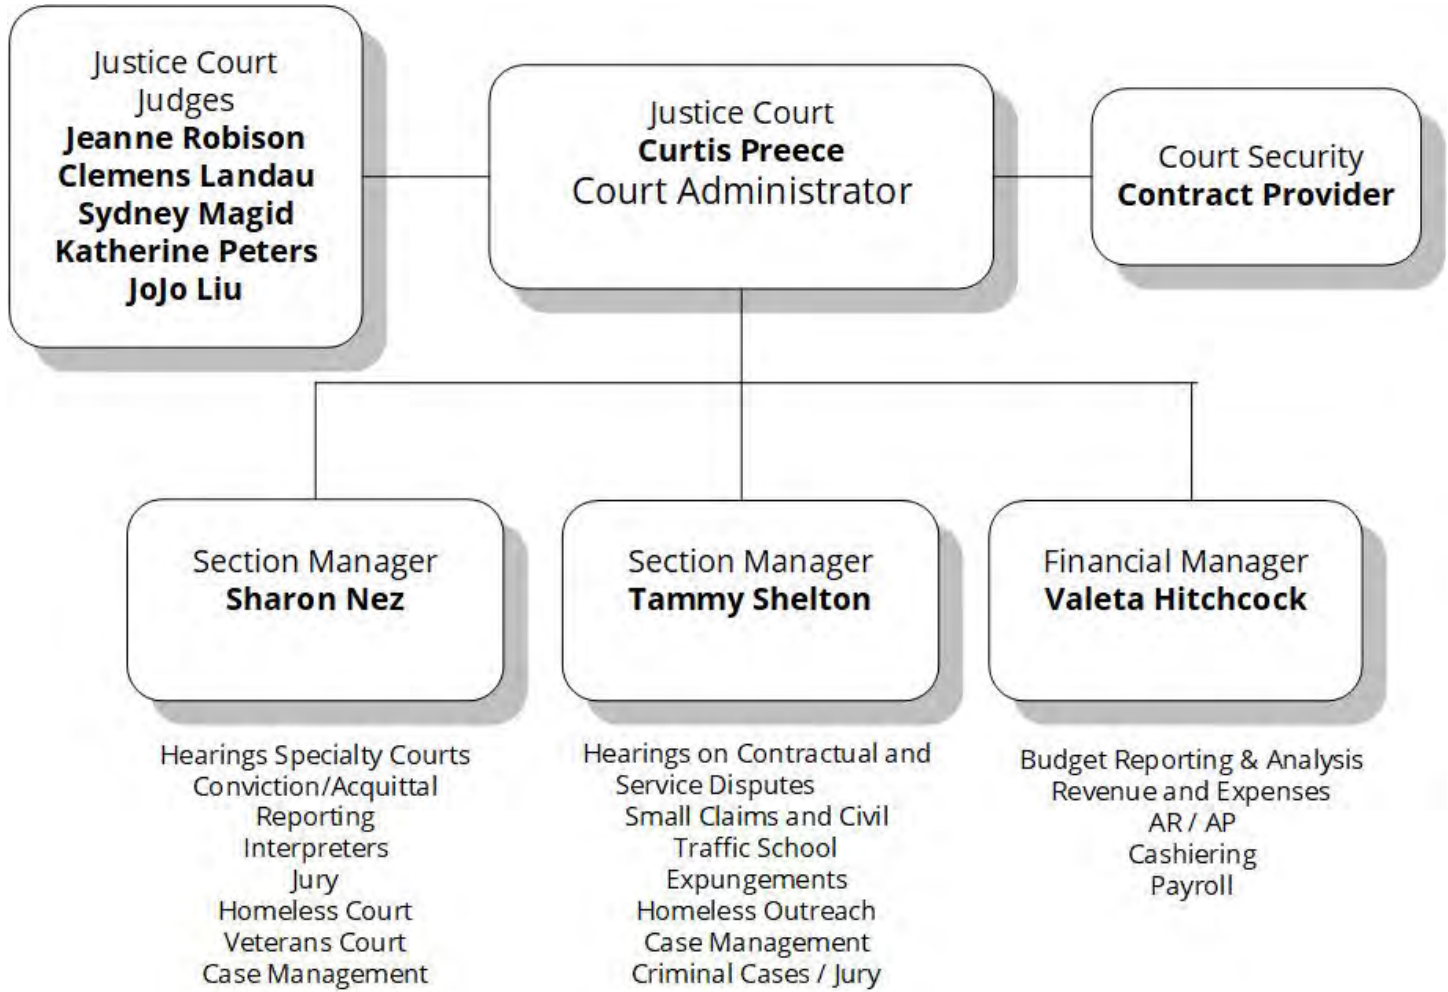 Justice Court
Judges
Jeanne Robison
Clemens Landau
Sydney Magid
Katherine Peters
JoJo Liu
Justice Court
Curtis Preece
Court Administrator
Court Security
Contract Provider
Section Manager
Sharon Nez
Section Manager
Tammy Shelton
Financial Manager
Valeta Hitchcock
Hearings Specialty Courts
Conviction/Acquittal
Reporting
Interpreters
Jury
Homeless Court
Veterans Court
Case Management
Hearings on Contractual and
Service Disputes
Small Claims and Civil
Traffic School
Expungements
Homeless Outreach
Case Management
Criminal Cases / Jury
Budget Reporting & Analysis
Revenue and Expenses
AR / AP
Cashiering
Payroll